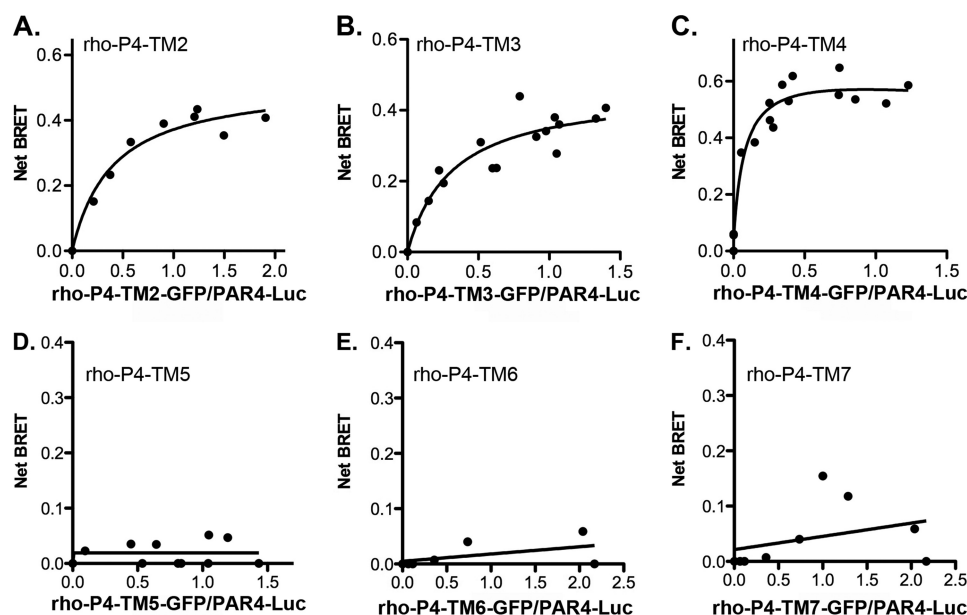 A.
rho-P4-TM2
Net BRET
0.6
0.4
0.2
0.0
0.0 0.5 1.0 1.5 2.0
rho-P4-TM2-GFP/PAR4-Luc
B.
rho-P4-TM3
Net BRET
0.6
0.4
0.2
0.0
0.0 0.5 1.0 1.5
rho-P4-TM3-GFP/PAR4-Luc
C.
rho-P4-TM4
Net BRET
0.6
0.4
0.2
0.0
0.0 0.5 1.0 1.5
rho-P4-TM4-GFP/PAR4-Luc
D.
rho-P4-TM5
Net BRET
0.4
0.3
0.2
0.1
0.0
0.0 0.5 1.0 1.5
rho-P4-TM5-GFP/PAR4-Luc
E.
rho-P4-TM6
Net BRET
0.4
0.3
0.2
0.1
0.0
0.0 0.5 1.0 1.5 2.0 2.5
rho-P4-TM6-GFP/PAR4-Luc
F.
rho-P4-TM7
Net BRET
0.4
0.3
0.2
0.1
0.0
0.0 0.5 1.0 1.5 2.0 2.5
rho-P4-TM7-GFP/PAR4-Luc